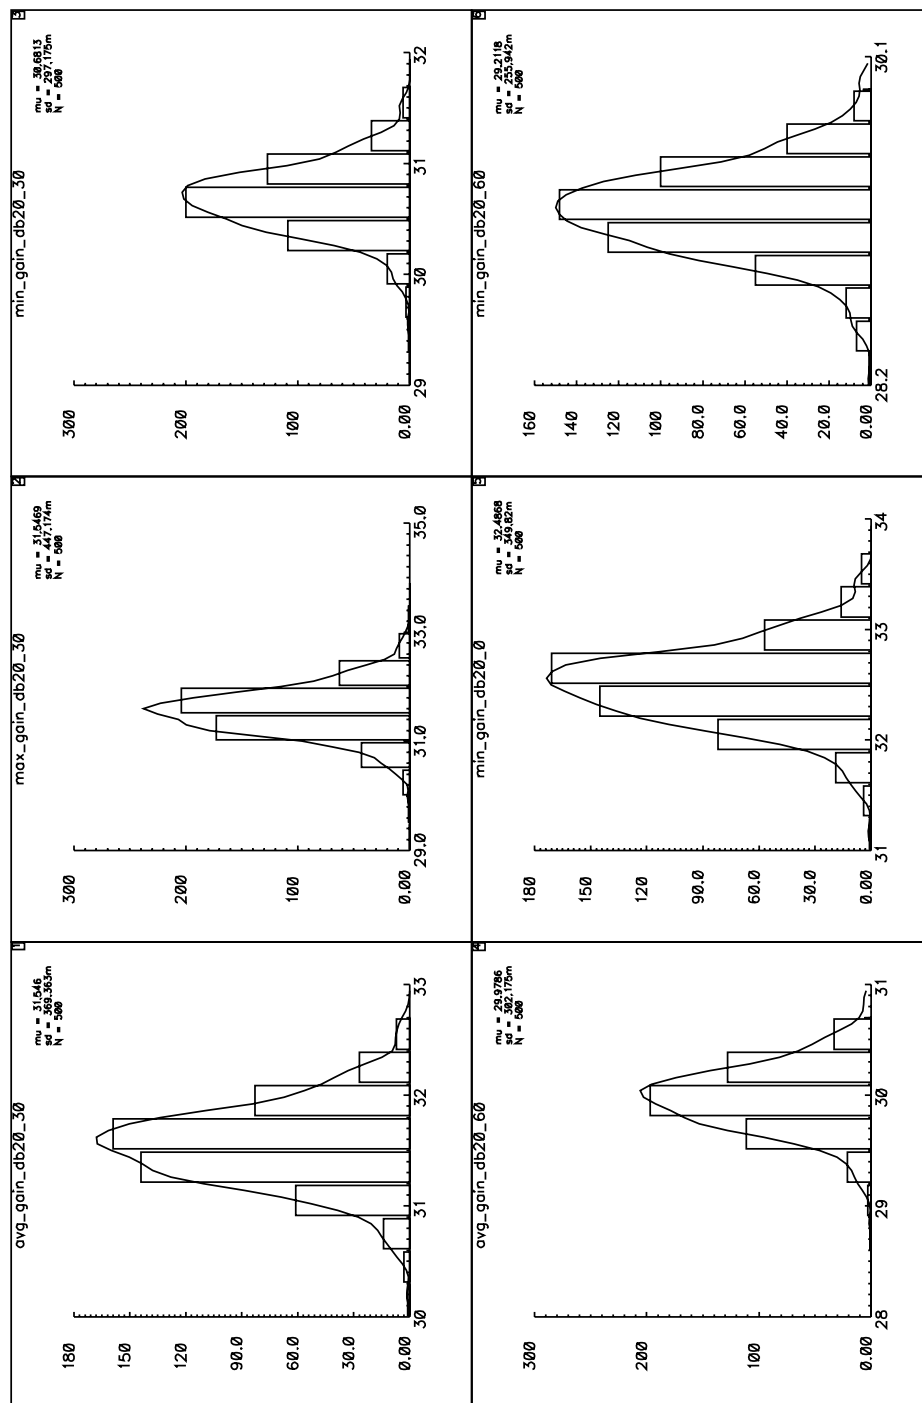 avg_gain_db20_30 1
mu = 31.546
sd = 369.363m
N = 500
180
150
120
90.0
60.0
30.0
0.00
30 31 32 33
max_gain_db20_30 2
mu = 31.5469
sd = 447.174m
N = 500
300
200
100
0.00
29.0 31.0 33.0 35.0
min_gain_db20_30 3
mu = 30.6813
sd = 297.175m
N = 500
300
200
100
0.00
29 30 31 32
avg_gain_db20_60 4
mu = 29.9786
sd = 302.175m
N = 500
300
200
100
0.00
28 29 30 31
min_gain_db20_0 5
mu = 32.4868
sd = 349.82m
N = 500
180
150
120
90.0
60.0
30.0
0.00
31 32 33 34
min_gain_db20_60 6
mu = 29.2118
sd = 255.942m
N = 500
160
140
120
100
80.0
60.0
40.0
20.0
0.00
28.2 30.1